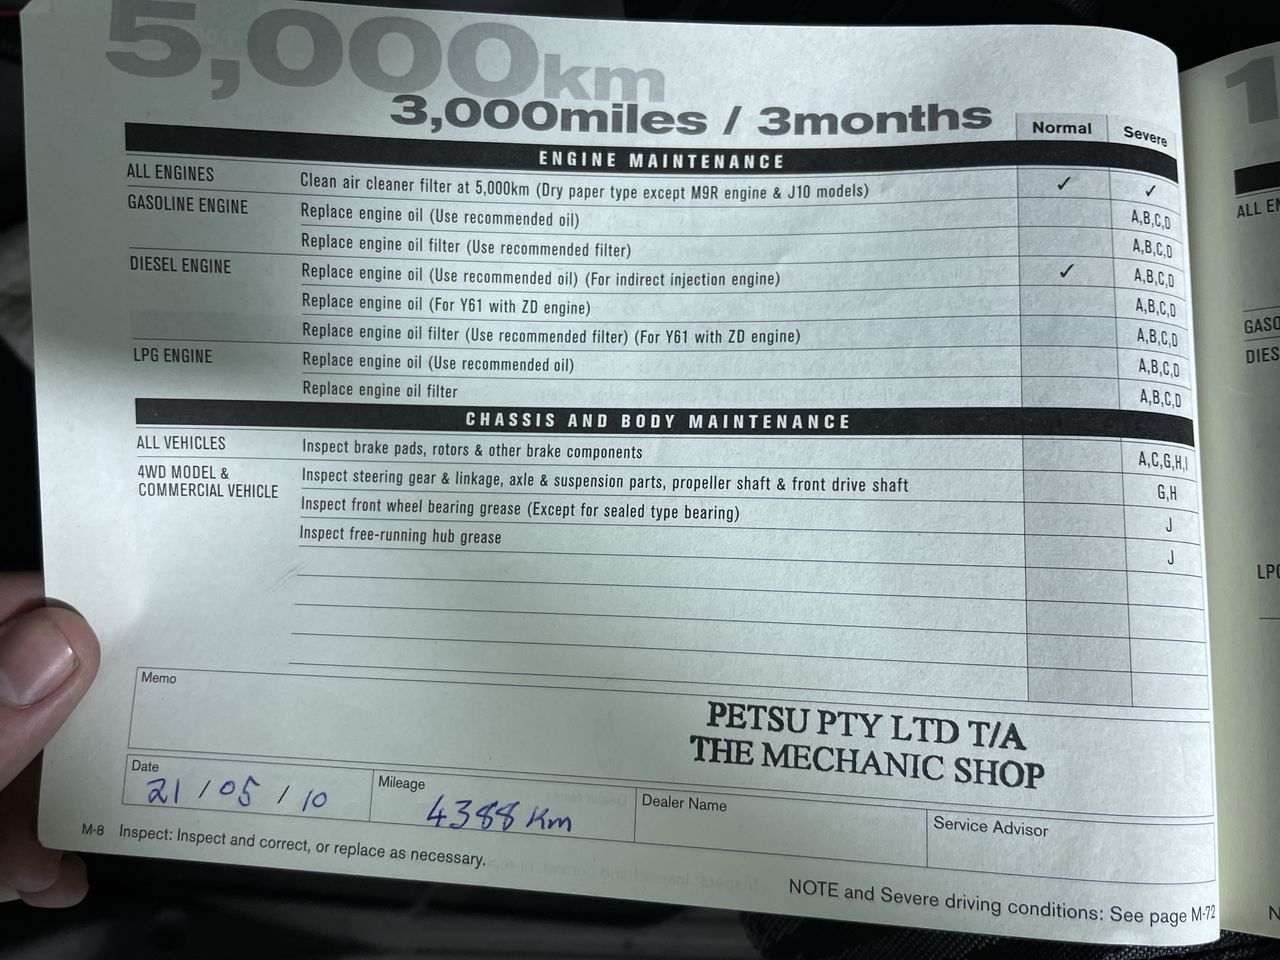 5,000km
3,000miles / 3months
Normal Severe
ENGINE MAINTENANCE
ALL ENGINES Clean air cleaner filter at 5,000km (Dry paper type except M9R engine & J10 models) ✓ ✓
GASOLINE ENGINE Replace engine oil (Use recommended oil) A,B,C,D
Replace engine oil filter (Use recommended filter) A,B,C,D
DIESEL ENGINE Replace engine oil (Use recommended oil) (For indirect injection engine) ✓ A,B,C,D
Replace engine oil (For Y61 with ZD engine) A,B,C,D
Replace engine oil filter (Use recommended filter) (For Y61 with ZD engine) A,B,C,D
LPG ENGINE Replace engine oil (Use recommended oil) A,B,C,D
Replace engine oil filter A,B,C,D
CHASSIS AND BODY MAINTENANCE
ALL VEHICLES Inspect brake pads, rotors & other brake components A,C,G,H,I
4WD MODEL & Inspect steering gear & linkage, axle & suspension parts, propeller shaft & front drive shaft G,H
COMMERCIAL VEHICLE Inspect front wheel bearing grease (Except for sealed type bearing) J
Inspect free-running hub grease J
Memo
PETSU PTY LTD T/A
THE MECHANIC SHOP
Date Mileage Dealer Name Service Advisor
21 / 05 / 10 4388 Km
M-8 Inspect: Inspect and correct, or replace as necessary.
NOTE and Severe driving conditions: See page M-72